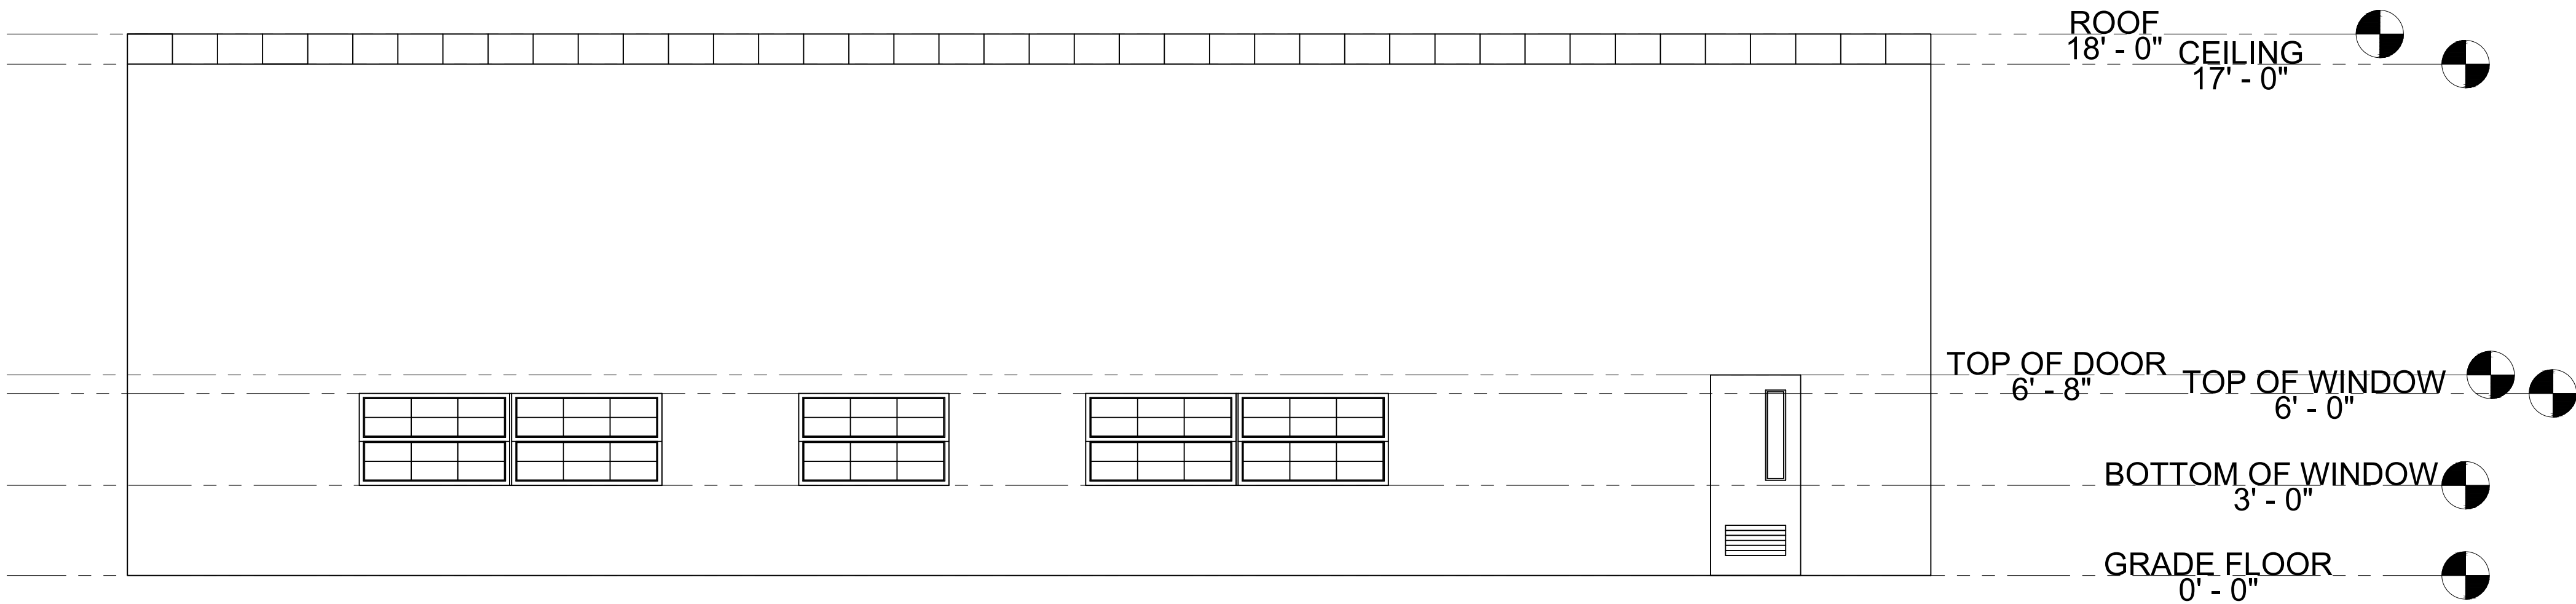 ROOF
18' - 0"
CEILING
17' - 0"
TOP OF DOOR
6' - 8"
TOP OF WINDOW
6' - 0"
BOTTOM OF WINDOW
3' - 0"
GRADE FLOOR
0' - 0"